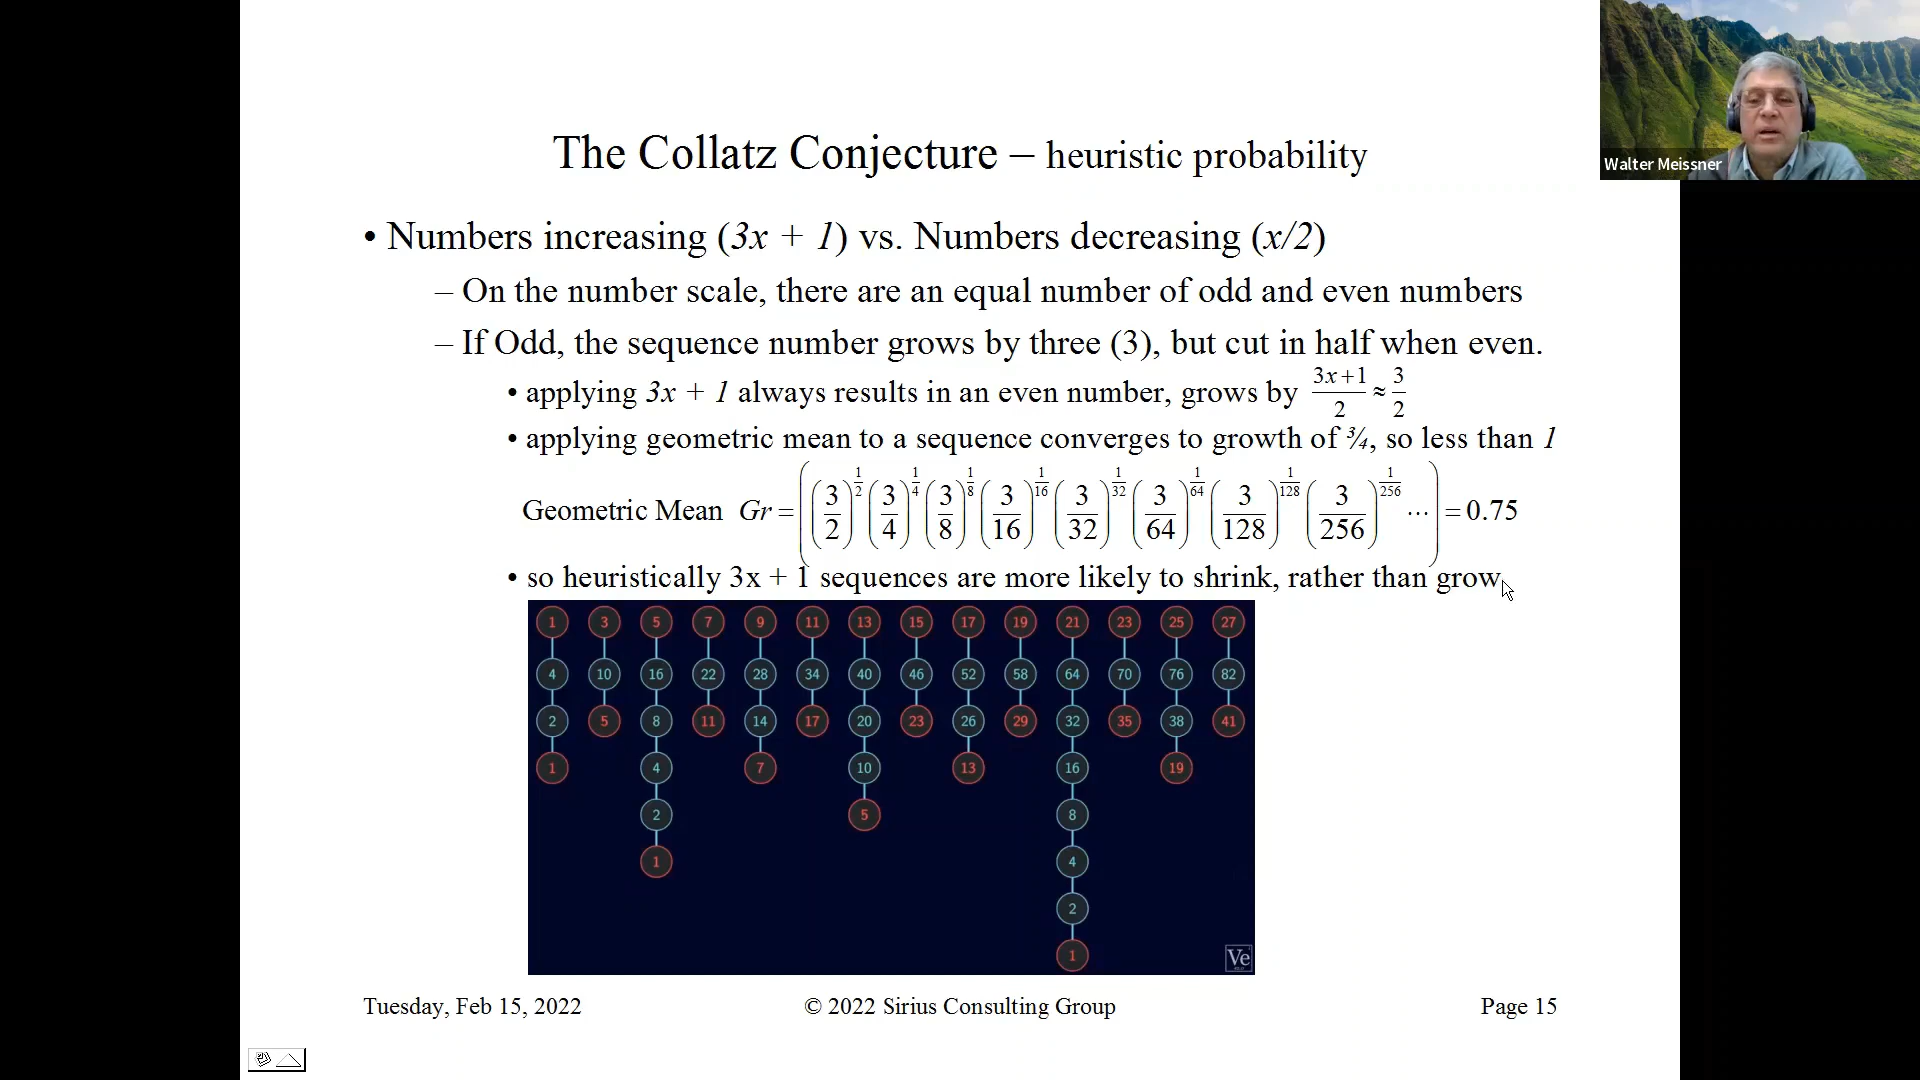 Walter Meissner
The Collatz Conjecture – heuristic probability
• Numbers increasing (3x + 1) vs. Numbers decreasing (x/2)
– On the number scale, there are an equal number of odd and even numbers
– If Odd, the sequence number grows by three (3), but cut in half when even.
• applying 3x + 1 always results in an even number, grows by (3x+1)/2 ≈ 3/2
• applying geometric mean to a sequence converges to growth of ¾, so less than 1
Geometric Mean Gr = ((3/2)^(1/2) (3/4)^(1/4) (3/8)^(1/8) (3/16)^(1/16) (3/32)^(1/32) (3/64)^(1/64) (3/128)^(1/128) (3/256)^(1/256) ⋯) = 0.75
• so heuristically 3x + 1 sequences are more likely to shrink, rather than grow
1 3 5 7 9 11 13 15 17 19 21 23 25 27
4 10 16 22 28 34 40 46 52 58 64 70 76 82
2 5 8 11 14 17 20 23 26 29 32 35 38 41
1 4 7 10 13 16 19
2 5 8
1 4
2
1
Ve
Tuesday, Feb 15, 2022 © 2022 Sirius Consulting Group Page 15